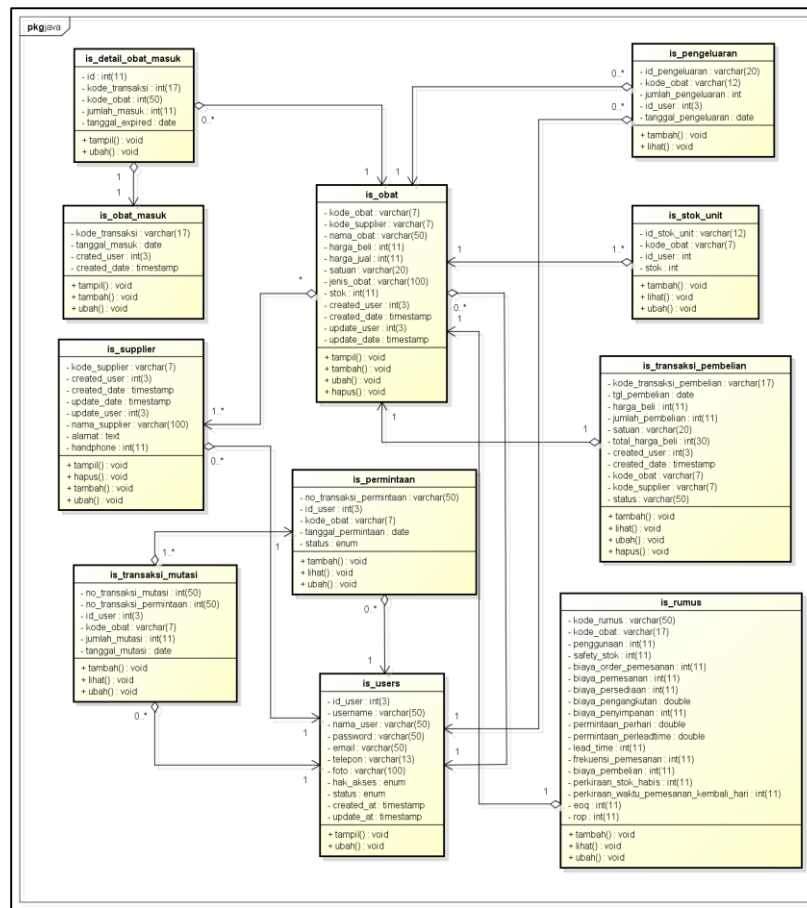 pkg java
is_detail_obat_masuk
- id : int(11)
- kode_transaksi : int(17)
- kode_obat : int(50)
- jumlah_masuk : int(11)
- tanggal_expired : date
+ tampil() : void
+ ubah() : void
0..*
1
1
is_obat_masuk
- kode_transaksi : varchar(17)
- tanggal_masuk : date
- crated_user : int(3)
- created_date : timestamp
+ tampil() : void
+ tambah() : void
+ ubah() : void
is_supplier
- kode_supplier : varchar(7)
- created_user : int(3)
- created_date : timestamp
- update_date : timestamp
- update_user : int(3)
- nama_supplier : varchar(100)
- alamat : text
- handphone : int(11)
+ tampil() : void
+ hapus() : void
+ tambah() : void
+ ubah() : void
*
1..*
0..*
1
1
is_obat
- kode_obat : varchar(7)
- kode_supplier : varchar(7)
- nama_obat : varchar(50)
- harga_beli : int(11)
- harga_jual : int(11)
- satuan : varchar(20)
- jenis_obat : varchar(100)
- stok : int(11)
- created_user : int(3)
- created_date : timestamp
- update_user : int(3)
- update_date : timestamp
+ tampil() : void
+ tambah() : void
+ ubah() : void
+ hapus() : void
is_pengeluaran
- id_pengeluaran : varchar(20)
- kode_obat : varchar(12)
- jumlah_pengeluaran : int
- id_user : int(3)
- tanggal_pengeluaran : date
+ tambah() : void
+ lihat() : void
0..*
0..*
is_stok_unit
- id_stok_unit : varchar(12)
- kode_obat : varchar(7)
- id_user : int
- stok : int
+ tambah() : void
+ lihat() : void
+ ubah() : void
1
1..*
0..*
1
is_transaksi_pembelian
- kode_transaksi_pembelian : varchar(17)
- tgl_pembelian : date
- harga_beli : int(11)
- jumlah_pembelian : int(11)
- satuan : varchar(20)
- total_harga_beli : int(30)
- created_user : int(3)
- created_date : timestamp
- kode_obat : varchar(7)
- kode_supplier : varchar(7)
- status : varchar(50)
+ tambah() : void
+ lihat() : void
+ ubah() : void
+ hapus() : void
1
1
is_permintaan
- no_transaksi_permintaan : varchar(50)
- id_user : int(3)
- kode_obat : varchar(7)
- tanggal_permintaan : date
- status : enum
+ tambah() : void
+ lihat() : void
+ ubah() : void
1..*
1
0..*
1
is_transaksi_mutasi
- no_transaksi_mutasi : int(50)
- no_transaksi_permintaan : int(50)
- id_user : int(3)
- kode_obat : varchar(7)
- jumlah_mutasi : int(11)
- tanggal_mutasi : date
+ tambah() : void
+ lihat() : void
+ ubah() : void
0..*
1
1
is_users
- id_user : int(3)
- username : varchar(50)
- nama_user : varchar(50)
- password : varchar(50)
- email : varchar(50)
- telepon : varchar(13)
- foto : varchar(100)
- hak_akses : enum
- status : enum
- created_at : timestamp
- update_at : timestamp
+ tampil() : void
+ ubah() : void
1
1
is_rumus
- kode_rumus : varchar(50)
- kode_obat : varchar(17)
- penggunaan : int(11)
- safety_stok : int(11)
- biaya_order_pemesanan : int(11)
- biaya_pemesanan : int(11)
- biaya_persediaan : int(11)
- biaya_pengangkutan : double
- biaya_penyimpanan : int(11)
- permintaan_perhari : double
- permintaan_perleadtime : double
- lead_time : int(11)
- frekuensi_pemesanan : int(11)
- biaya_pembelian : int(11)
- perkiraan_stok_habis : int(11)
- perkiraan_waktu_pemesanan_kembali_hari : int(11)
- eoq : int(11)
- rop : int(11)
+ tambah() : void
+ lihat() : void
+ ubah() : void
1